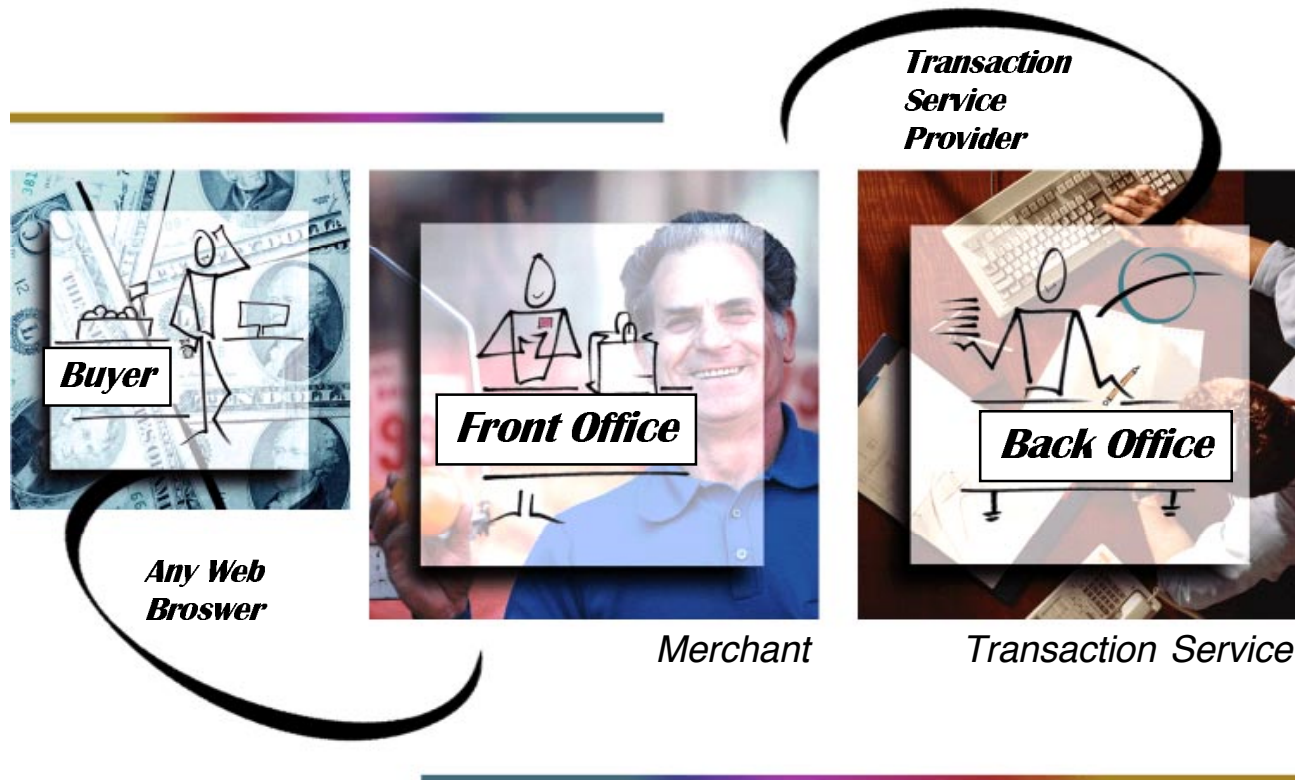 Transaction
Service
Provider
Buyer
Front Office
Back Office
Any Web
Broswer
Merchant
Transaction Service